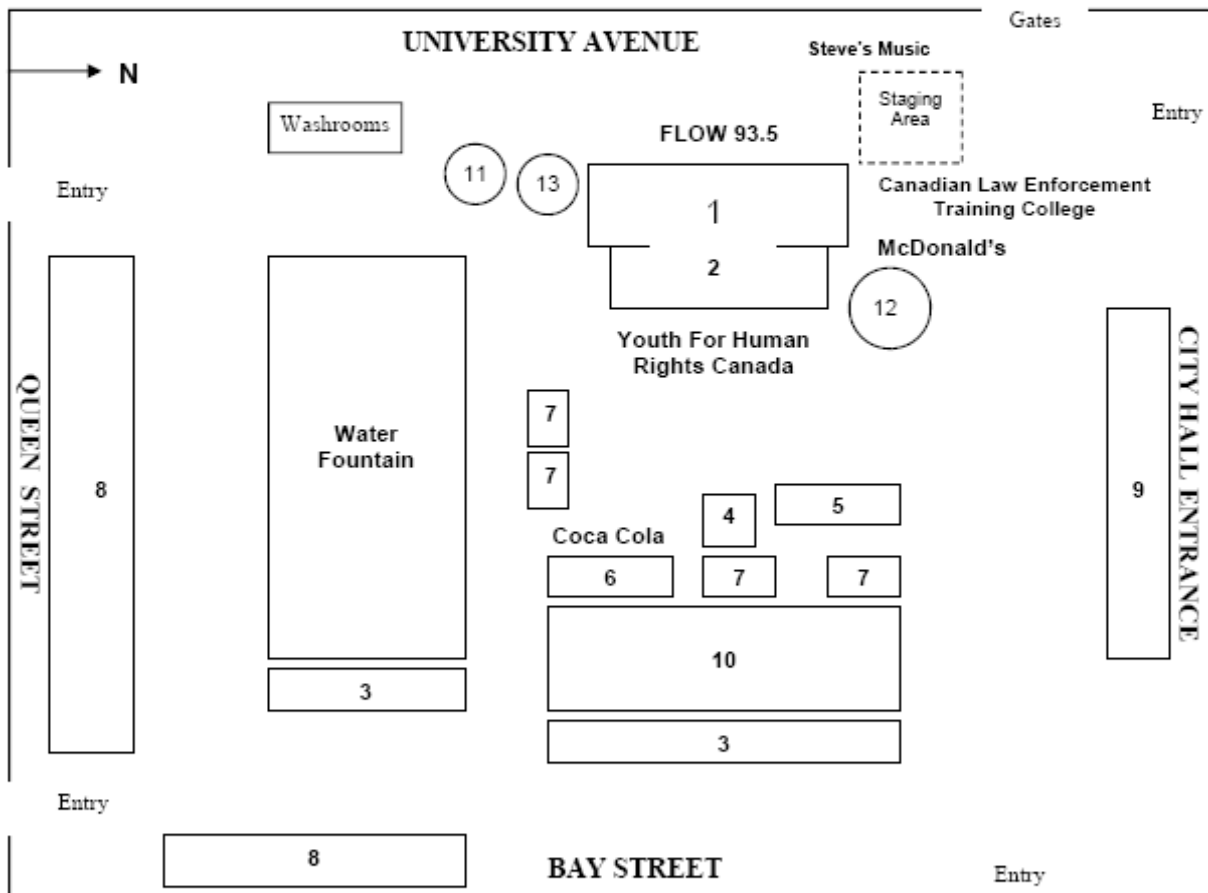 Gates
UNIVERSITY AVENUE
Steve's Music
N
Staging
Area
Washrooms
Entry
FLOW 93.5
11
13
Entry
Canadian Law Enforcement
Training College
1
McDonald's
2
12
Youth For Human
Rights Canada
QUEEN STREET
8
Water
Fountain
7
7
4
5
Coca Cola
6
7
7
9
CITY HALL ENTRANCE
10
3
3
Entry
8
BAY STREET
Entry